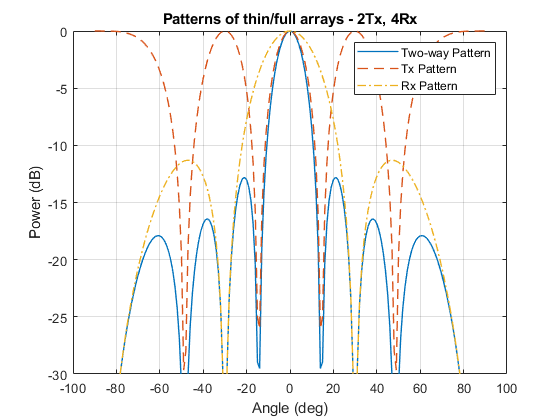 Patterns of thin/full arrays - 2Tx, 4Rx
Two-way Pattern
Tx Pattern
Rx Pattern
Power (dB)
0
-5
-10
-15
-20
-25
-30
-100 -80 -60 -40 -20 0 20 40 60 80 100
Angle (deg)